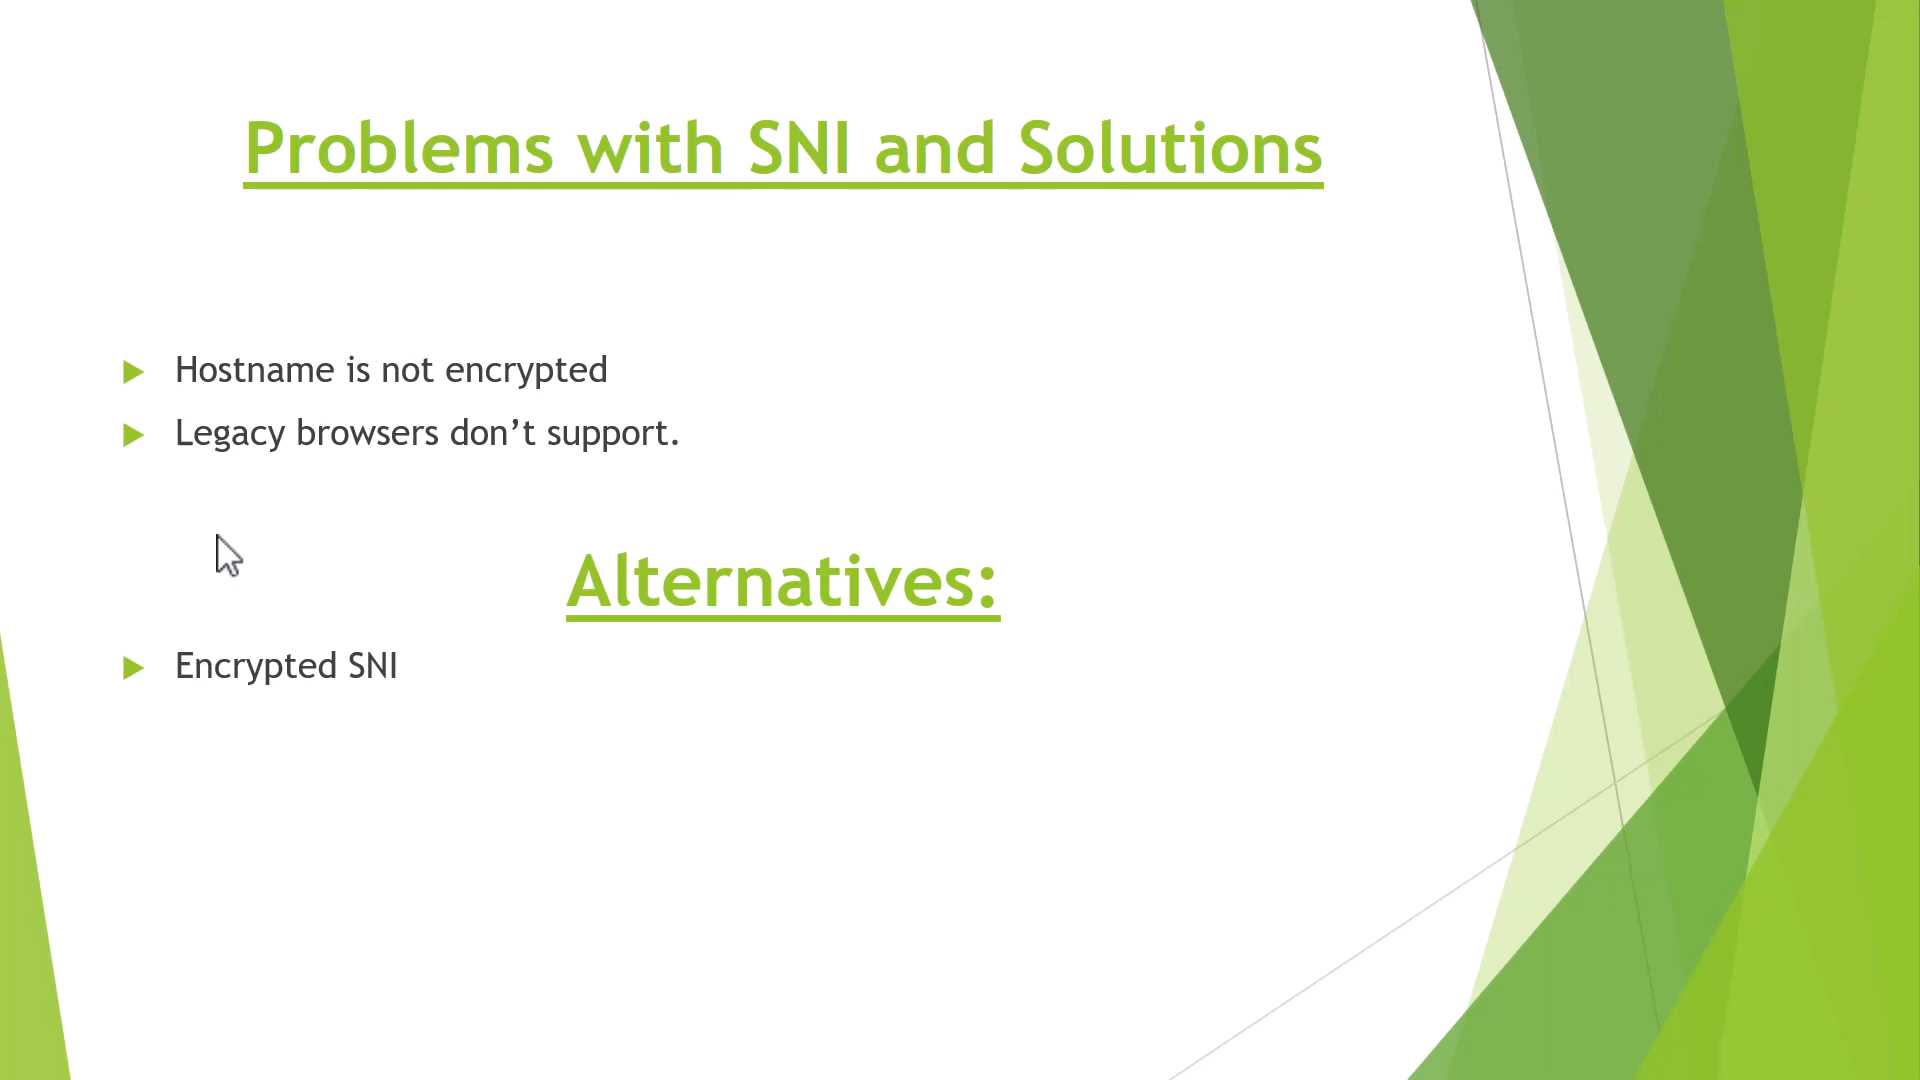 Problems with SNI and Solutions
Hostname is not encrypted
Legacy browsers don’t support.
Alternatives:
Encrypted SNI